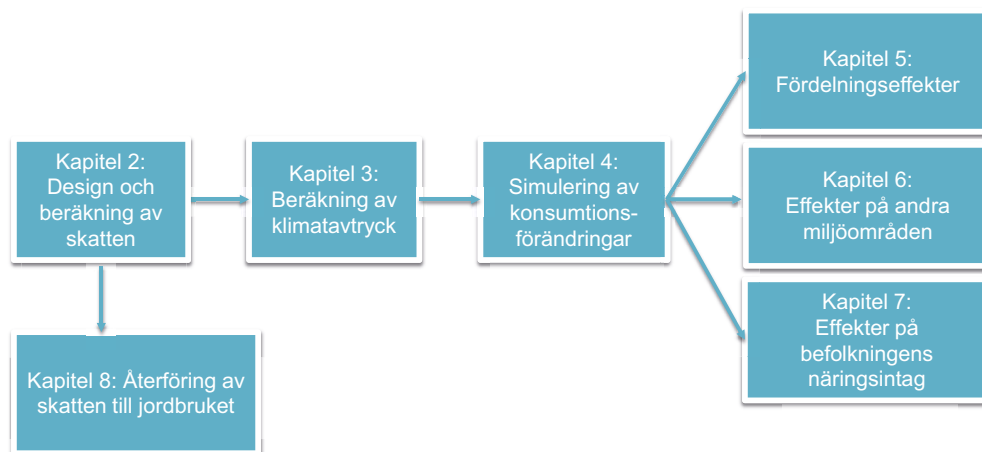 Kapitel 2:
Design och
beräkning av
skatten
Kapitel 3:
Beräkning av
klimatavtryck
Kapitel 4:
Simulering av
konsumtions-
förändringar
Kapitel 5:
Fördelningseffekter
Kapitel 6:
Effekter på andra
miljöområden
Kapitel 7:
Effekter på
befolkningens
näringsintag
Kapitel 8: Återföring av
skatten till jordbruket